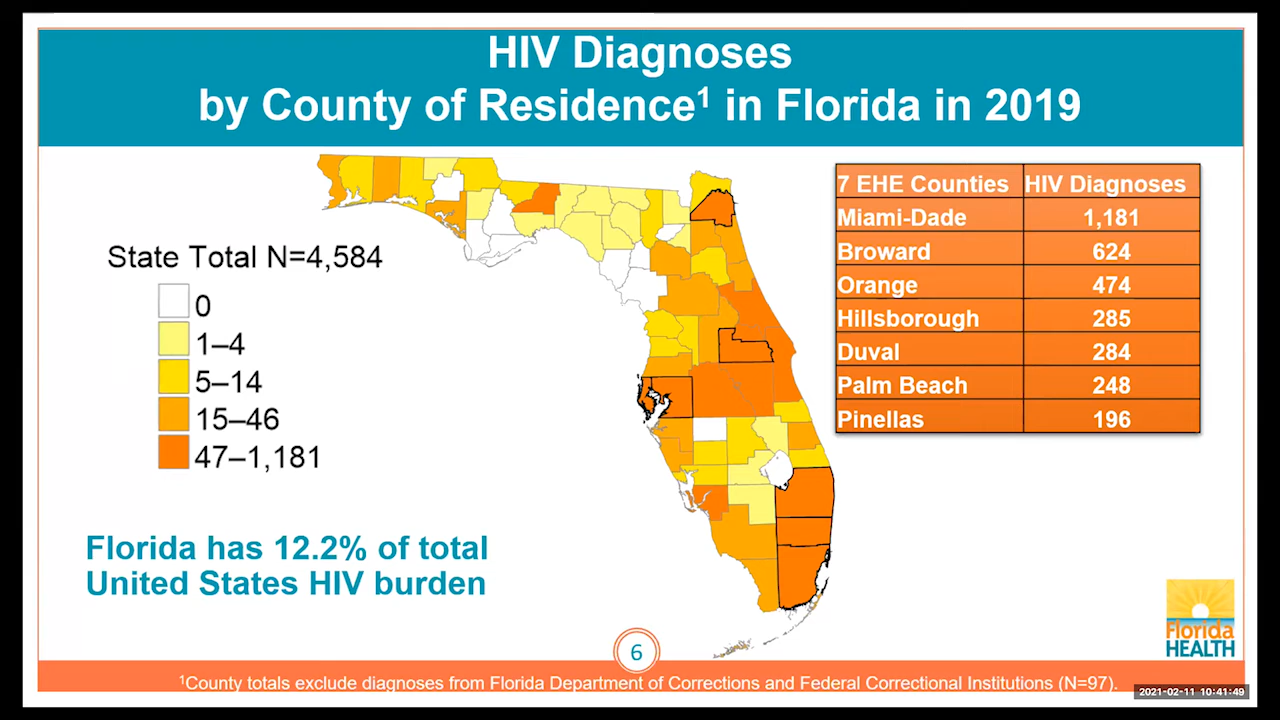 HIV Diagnoses
by County of Residence¹ in Florida in 2019
State Total N=4,584
0
1–4
5–14
15–46
47–1,181
Florida has 12.2% of total
United States HIV burden
7 EHE Counties HIV Diagnoses
Miami-Dade 1,181
Broward 624
Orange 474
Hillsborough 285
Duval 284
Palm Beach 248
Pinellas 196
Florida
HEALTH
6
¹County totals exclude diagnoses from Florida Department of Corrections and Federal Correctional Institutions (N=97).
2021-02-11 10:41:49